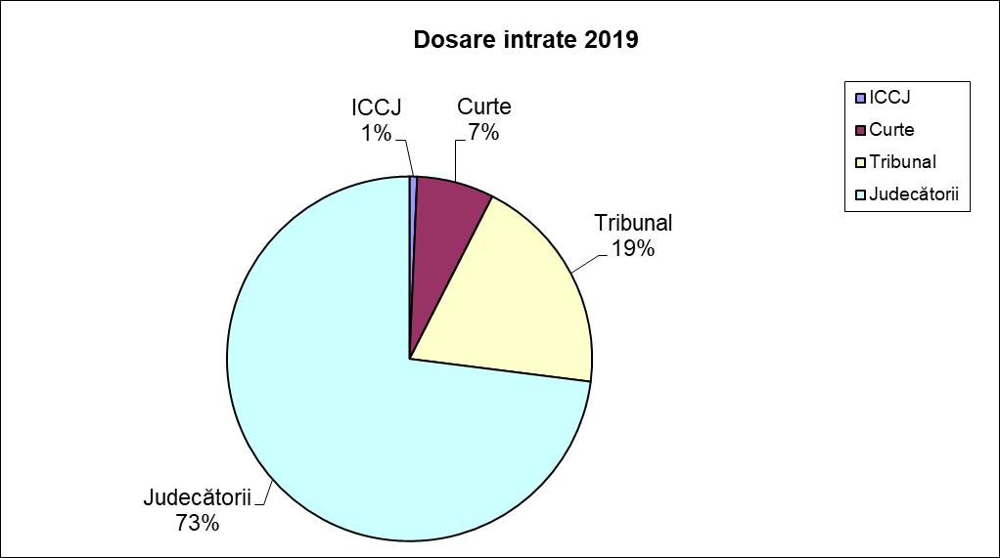 Dosare intrate 2019
ICCJ
1%
Curte
7%
Tribunal
19%
Judecătorii
73%
ICCJ
Curte
Tribunal
Judecătorii